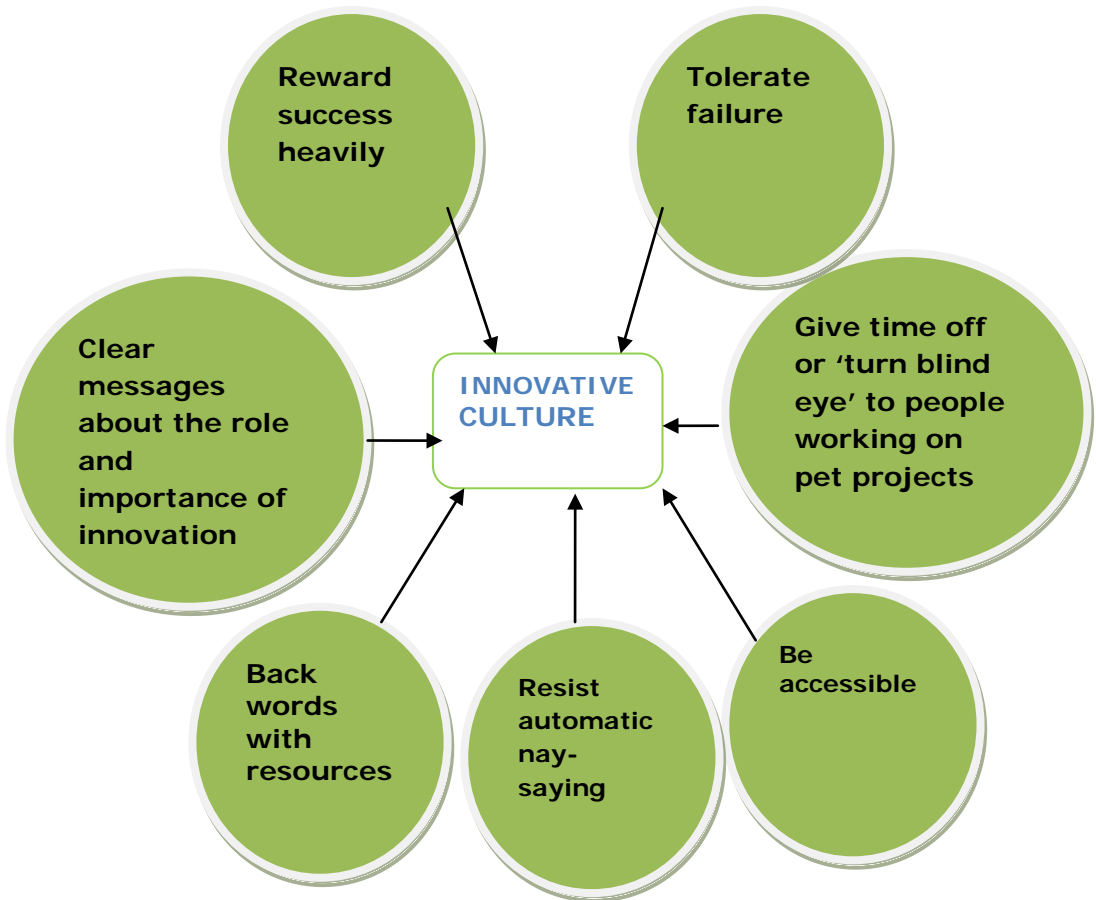 Reward
success
heavily
Tolerate
failure
Clear
messages
about the role
and
importance of
innovation
INNOVATIVE
CULTURE
Give time off
or ‘turn blind
eye’ to people
working on
pet projects
Back
words
with
resources
Resist
automatic
nay-
saying
Be
accessible